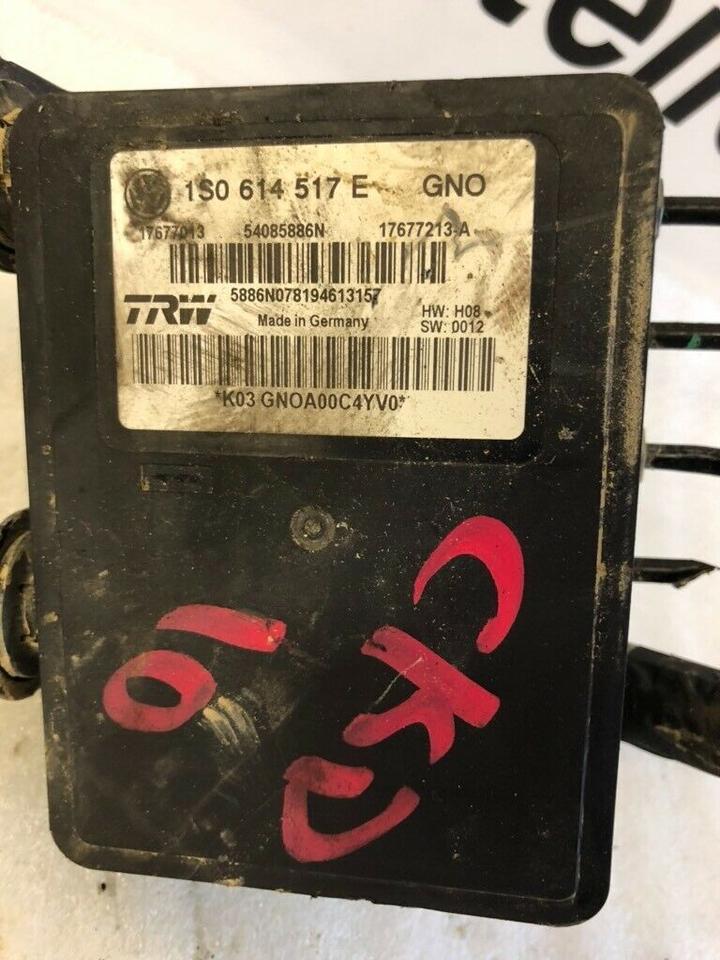 1S0 614 517 E GNO
17677013 54085886N 17677213-A
5886N078194613157
TRW
Made in Germany
HW: H08
SW: 0012
*K03 GNOA00C4YV0*
10